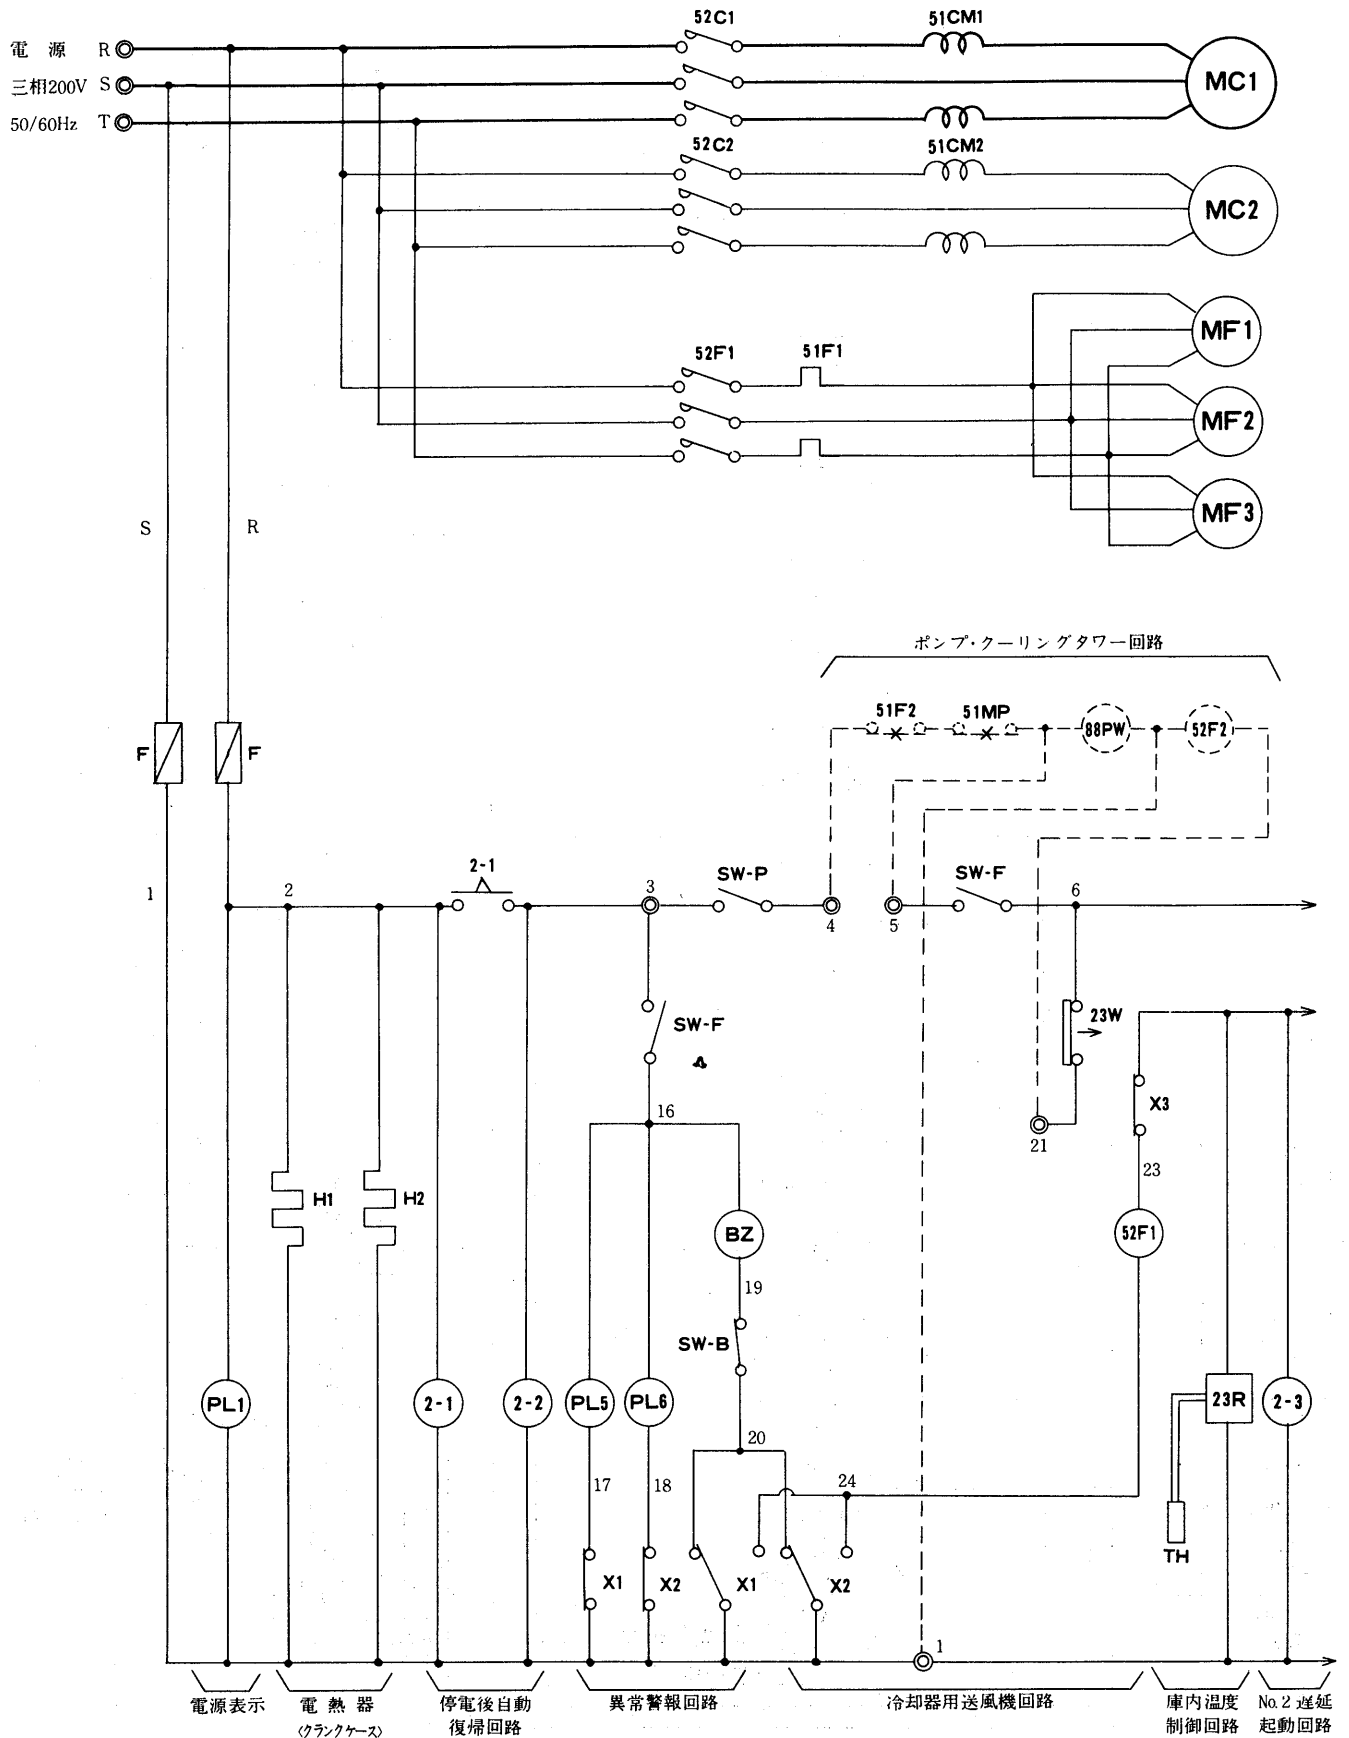 52C1
51CM1
電源 R
MC1
三相200V S
50/60Hz T
52C2
51CM2
MC2
MF1
52F1
51F1
MF2
MF3
S
R
ポンプ・クーリングタワー回路
51F2
51MP
88PW
52F2
F
F
2-1
SW-P
SW-F
1
2
3
4
5
6
SW-F
23W
X3
16
21
23
H1
H2
BZ
52F1
19
SW-B
PL1
2-1
2-2
PL5
PL6
23R
2-3
20
17
18
24
TH
X1
X2
X1
X2
1
電源表示
電熱器
〈クランクケース〉
停電後自動
復帰回路
異常警報回路
冷却器用送風機回路
庫内温度
制御回路
No.2遅延
起動回路